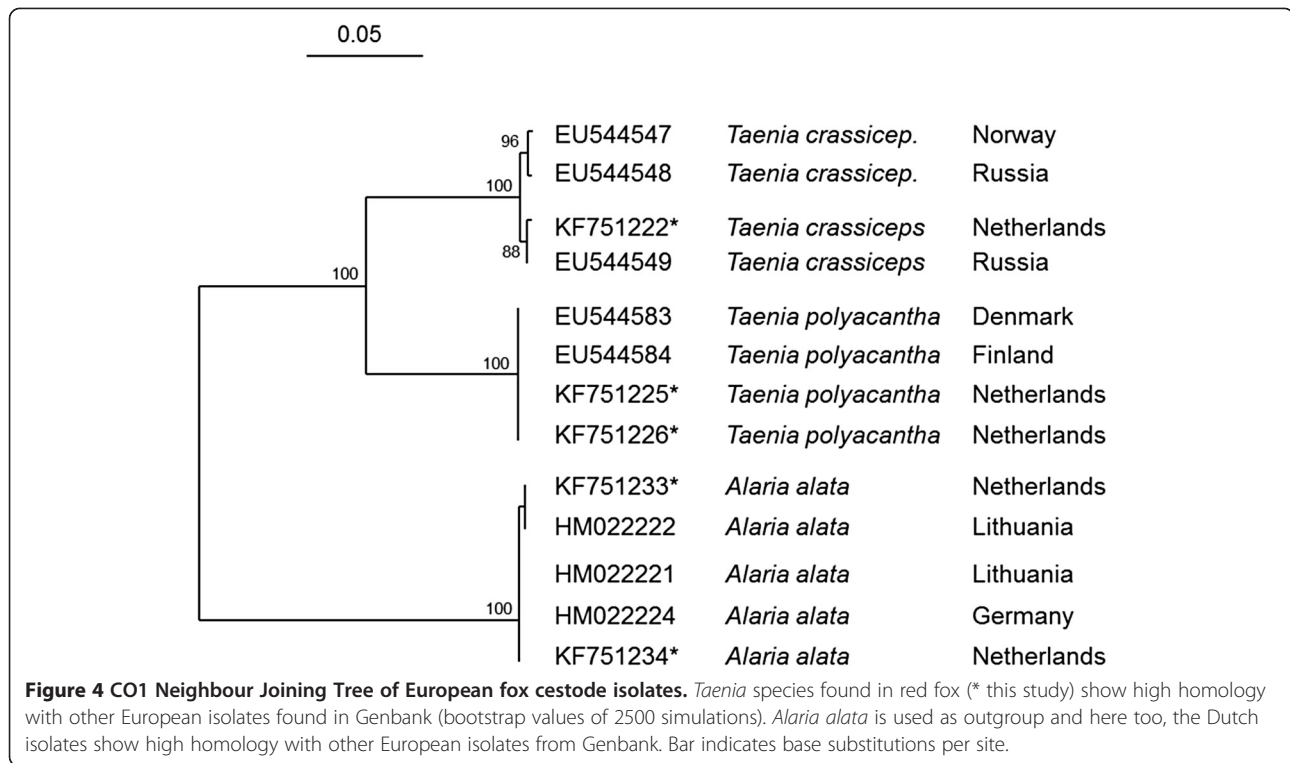 0.05
96
EU544547 Taenia crassicep. Norway
EU544548 Taenia crassicep. Russia
100
KF751222* Taenia crassiceps Netherlands
88
EU544549 Taenia crassiceps Russia
100
EU544583 Taenia polyacantha Denmark
EU544584 Taenia polyacantha Finland
100
KF751225* Taenia polyacantha Netherlands
KF751226* Taenia polyacantha Netherlands
KF751233* Alaria alata Netherlands
HM022222 Alaria alata Lithuania
HM022221 Alaria alata Lithuania
100
HM022224 Alaria alata Germany
KF751234* Alaria alata Netherlands
Figure 4 CO1 Neighbour Joining Tree of European fox cestode isolates. Taenia species found in red fox (* this study) show high homology
with other European isolates found in Genbank (bootstrap values of 2500 simulations). Alaria alata is used as outgroup and here too, the Dutch
isolates show high homology with other European isolates from Genbank. Bar indicates base substitutions per site.